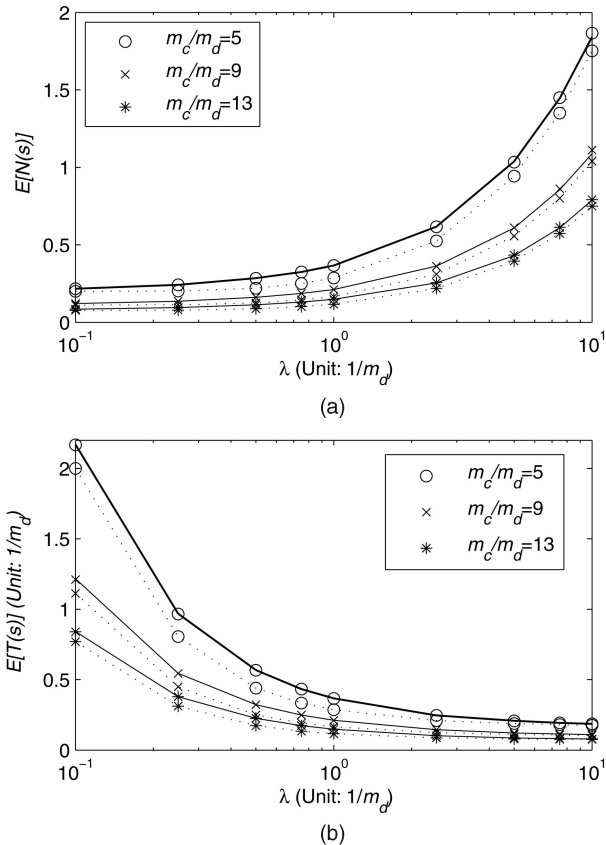 2
1.5
1
0.5
0
E[N(s)]
m_c/m_d=5
m_c/m_d=9
m_c/m_d=13
10^-1 10^0 10^1
λ (Unit: 1/m_d)
(a)
2
1.5
1
0.5
0
E[T(s)] (Unit: 1/m_d)
m_c/m_d=5
m_c/m_d=9
m_c/m_d=13
10^-1 10^0 10^1
λ (Unit: 1/m_d)
(b)